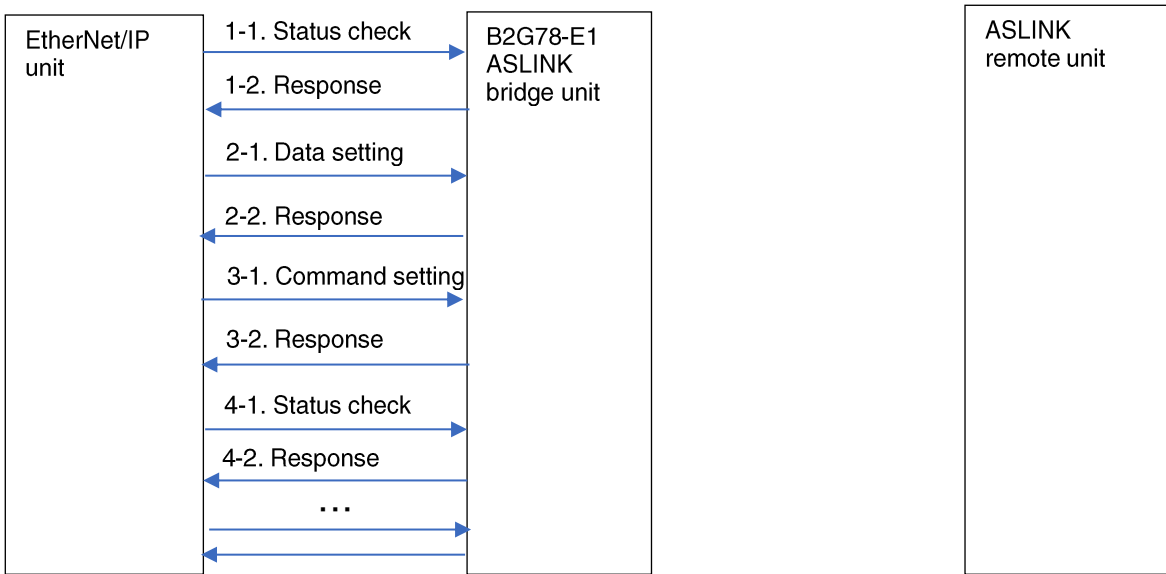 EtherNet/IP
unit
1-1. Status check
1-2. Response
2-1. Data setting
2-2. Response
3-1. Command setting
3-2. Response
4-1. Status check
4-2. Response
...
B2G78-E1
ASLINK
bridge unit
ASLINK
remote unit